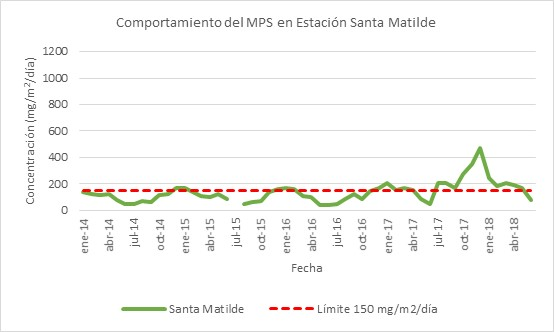 Comportamiento del MPS en Estación Santa Matilde
Concentración (mg/m2/día)
1200
1000
800
600
400
200
0
ene-14
abr-14
jul-14
oct-14
ene-15
abr-15
jul-15
oct-15
ene-16
abr-16
jul-16
oct-16
ene-17
abr-17
jul-17
oct-17
ene-18
abr-18
Fecha
Santa Matilde
Límite 150 mg/m2/día